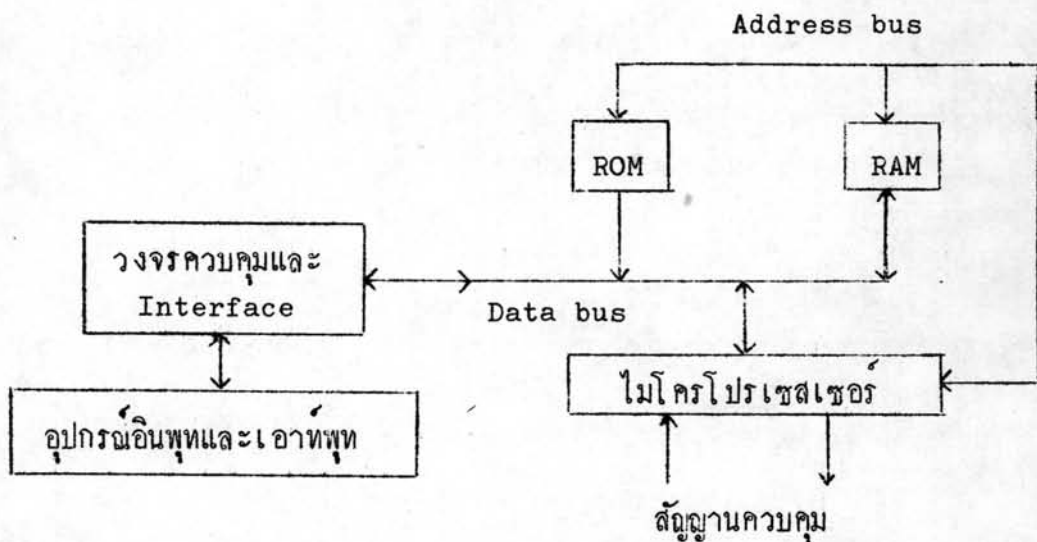 Address bus
ROM
RAM
วงจรควบคุมและ
Interface
Data bus
ไมโครโปรเซสเซอร์
อุปกรณ์อินพุทและเอาท์พุท
สัญญานควบคุม